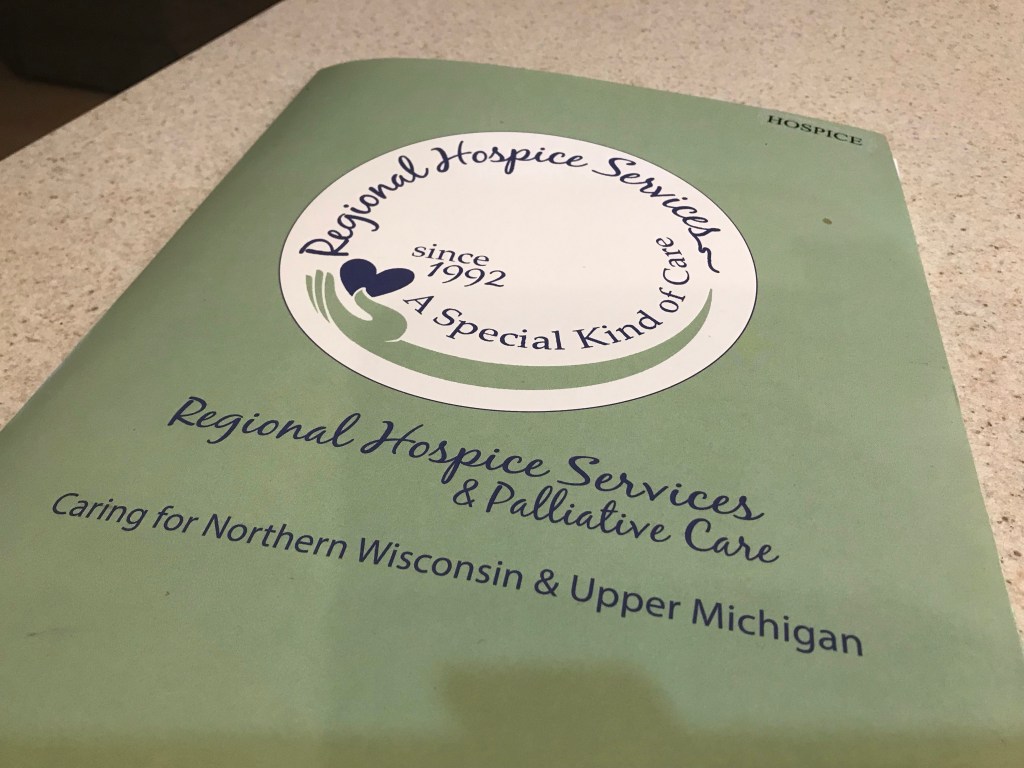 HOSPICE
Regional Hospice Services
since
1992
A Special Kind of Care
Regional Hospice Services
& Palliative Care
Caring for Northern Wisconsin & Upper Michigan